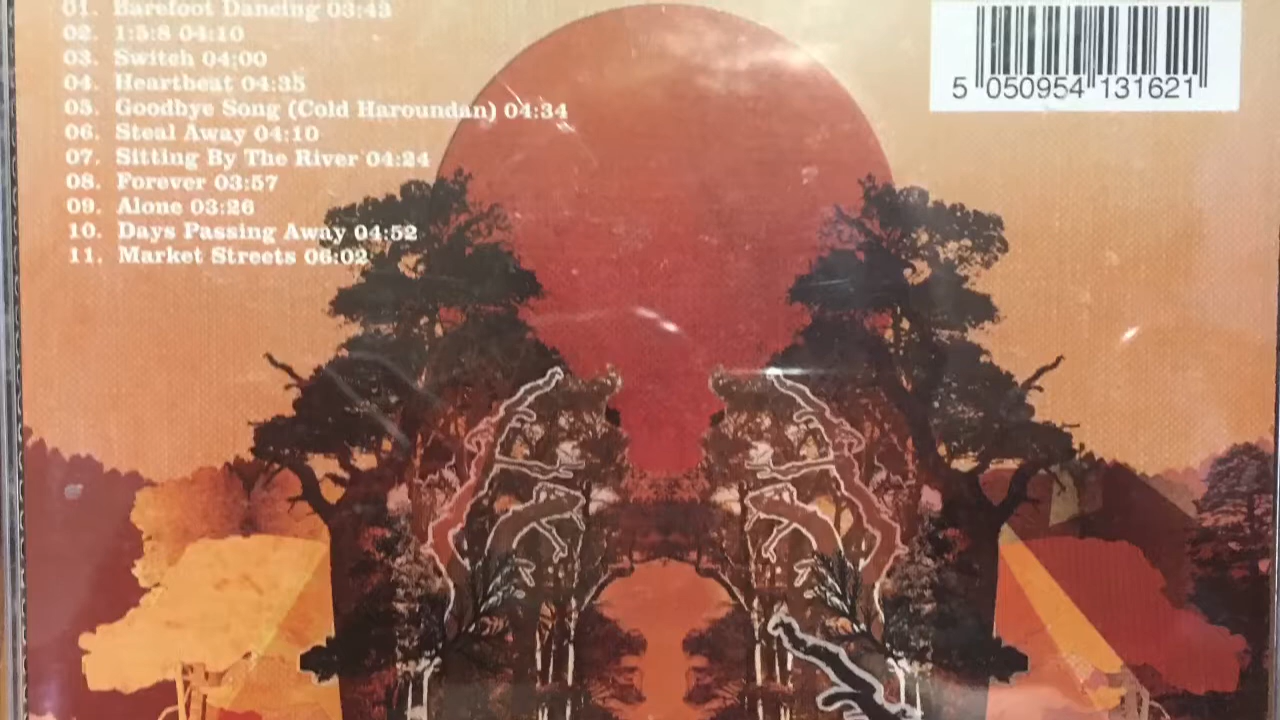 01. Barefoot Dancing 03:43
02. 1:5:8 04:10
03. Switch 04:00
04. Heartbeat 04:35
05. Goodbye Song (Cold Haroundan) 04:34
06. Steal Away 04:10
07. Sitting By The River 04:24
08. Forever 03:57
09. Alone 03:26
10. Days Passing Away 04:52
11. Market Streets 06:02
5 050954 131621